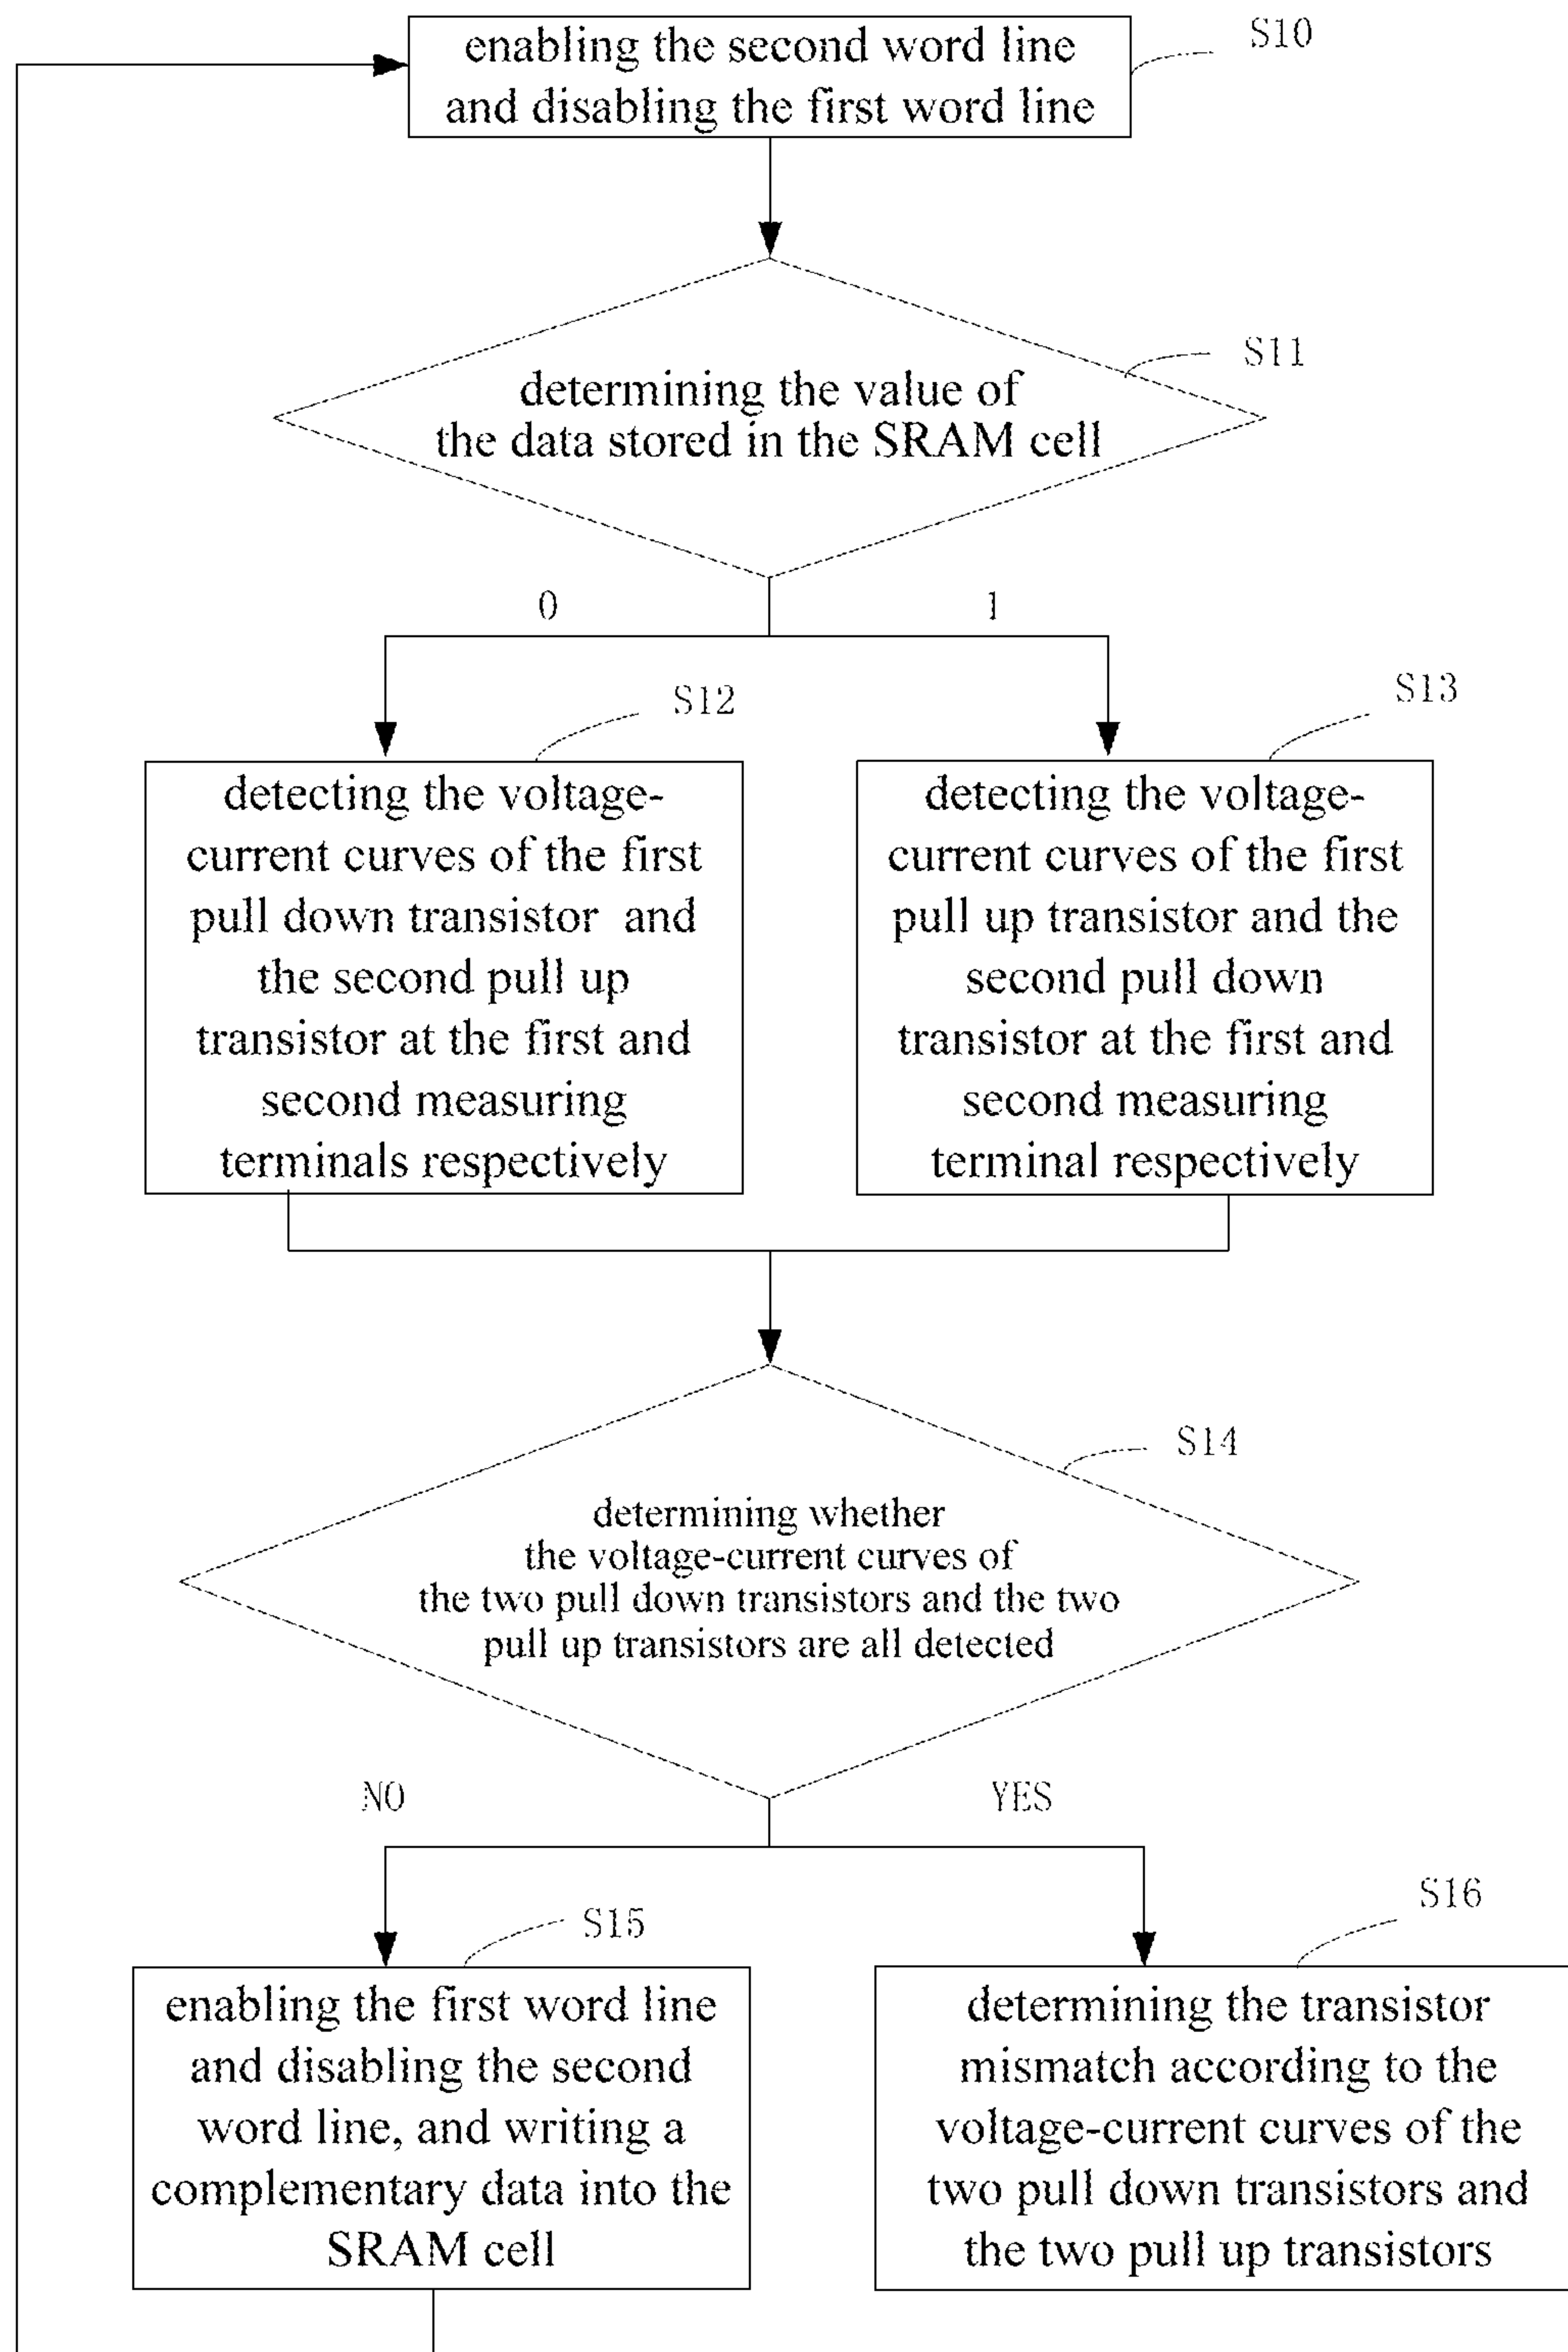 enabling the second word line
and disabling the first word line
S10
S11
determining the value of
the data stored in the SRAM cell
0
1
S12
S13
detecting the voltage-
current curves of the first
pull down transistor and
the second pull up
transistor at the first and
second measuring
terminals respectively
detecting the voltage-
current curves of the first
pull up transistor and the
second pull down
transistor at the first and
second measuring
terminal respectively
S14
determining whether
the voltage-current curves of
the two pull down transistors and the two
pull up transistors are all detected
NO
YES
S15
S16
enabling the first word line
and disabling the second
word line, and writing a
complementary data into the
SRAM cell
determining the transistor
mismatch according to the
voltage-current curves of the
two pull down transistors and
the two pull up transistors